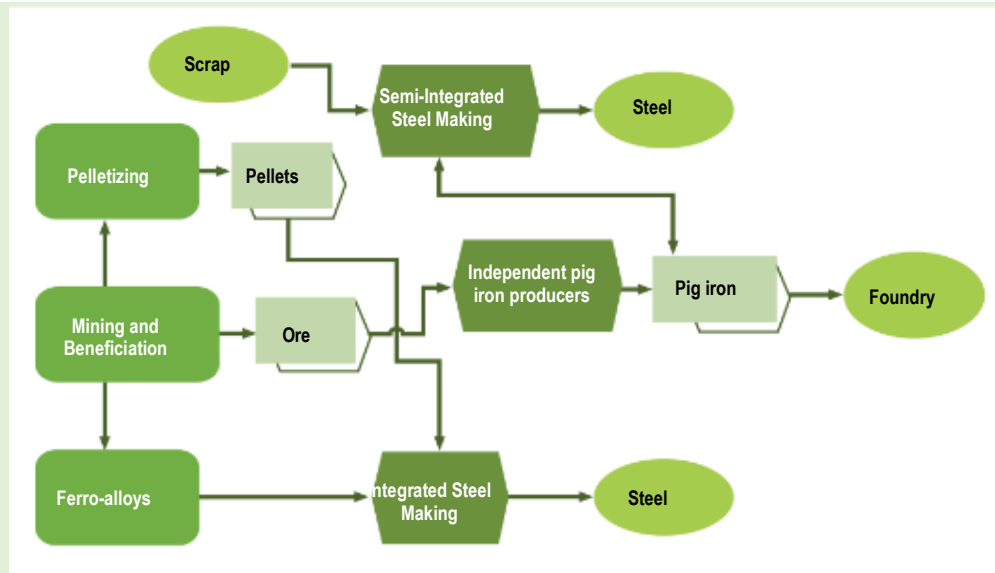 Scrap
Semi-Integrated
Steel Making
Steel
Pelletizing
Pellets
Independent pig
iron producers
Pig iron
Foundry
Mining and
Beneficiation
Ore
Ferro-alloys
ntegrated Steel
Making
Steel